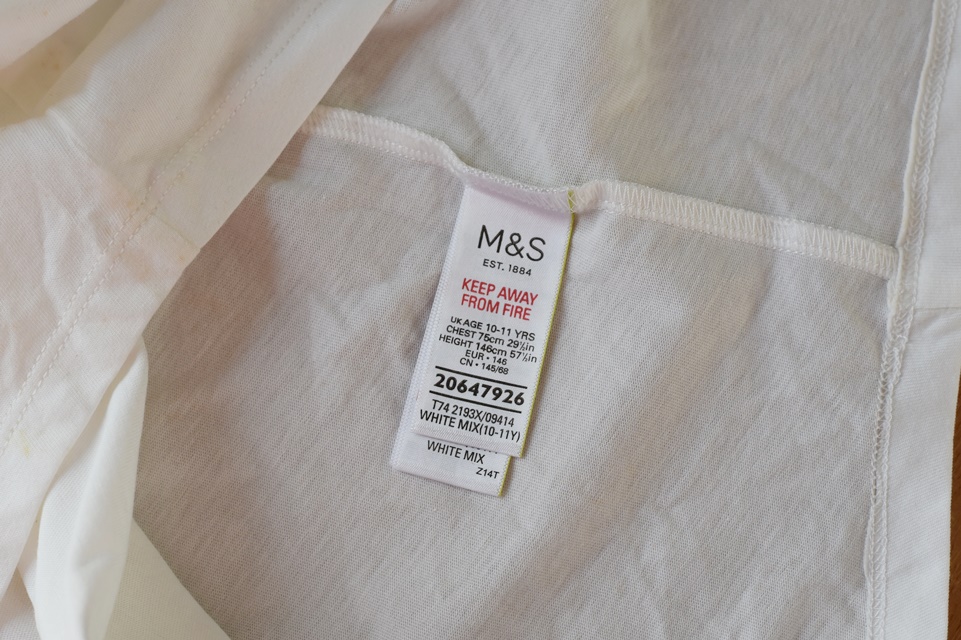 M&S
EST. 1884
KEEP AWAY
FROM FIRE
UK AGE 10-11 YRS
CHEST 75cm 29½in
HEIGHT 146cm 57½in
EUR • 146
CN • 145/68
20647926
T74 2193X/09414
WHITE MIX(10-11Y)
WHITE MIX
Z14T